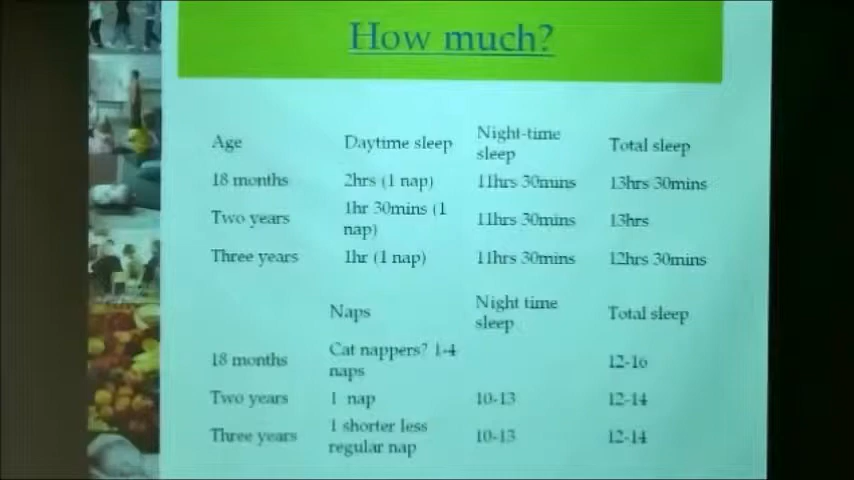 How much?
Age Daytime sleep Night-time sleep Total sleep
18 months 2hrs (1 nap) 11hrs 30mins 13hrs 30mins
Two years 1hr 30mins (1 nap) 11hrs 30mins 13hrs
Three years 1hr (1 nap) 11hrs 30mins 12hrs 30mins
Naps Night time sleep Total sleep
18 months Cat nappers? 1-4 naps 12-16
Two years 1 nap 10-13 12-14
Three years 1 shorter less regular nap 10-13 12-14